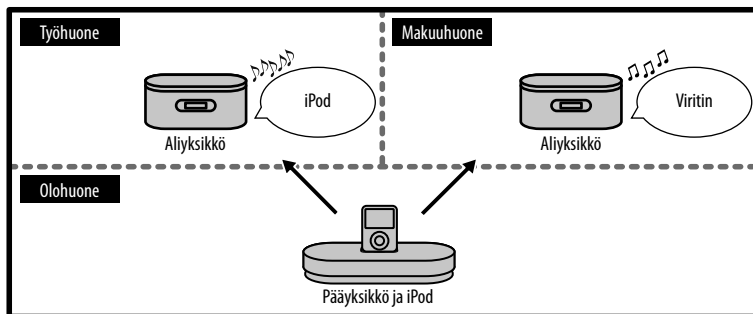 Työhuone
Makuuhuone
iPod
Viritin
Aliyksikkö
Aliyksikkö
Olohuone
Pääyksikkö ja iPod